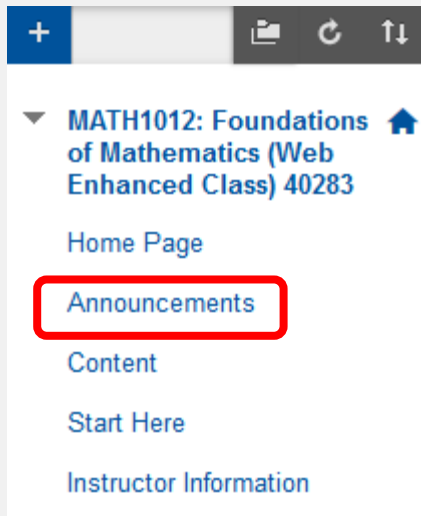 MATH1012: Foundations
of Mathematics (Web
Enhanced Class) 40283
Home Page
Announcements
Content
Start Here
Instructor Information